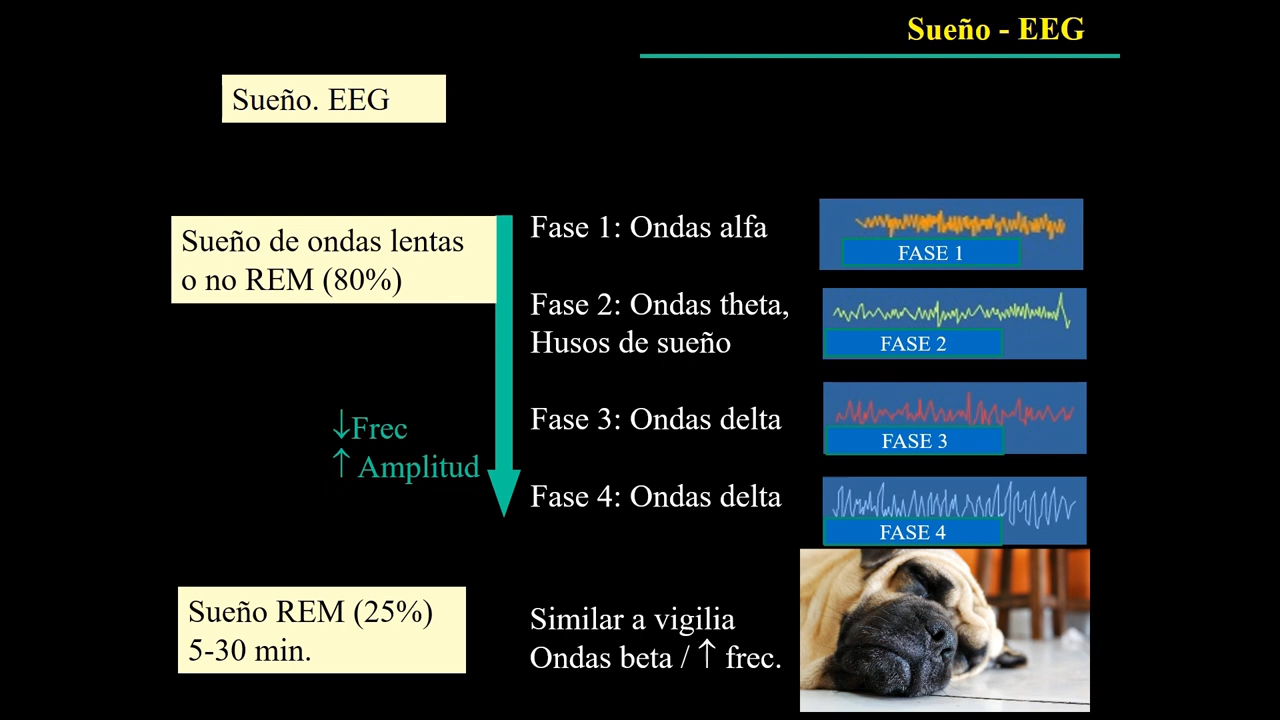 Sueño - EEG
Sueño. EEG
Sueño de ondas lentas
o no REM (80%)
Fase 1: Ondas alfa
FASE 1
Fase 2: Ondas theta,
Husos de sueño
FASE 2
↓Frec
↑ Amplitud
Fase 3: Ondas delta
FASE 3
Fase 4: Ondas delta
FASE 4
Sueño REM (25%)
5-30 min.
Similar a vigilia
Ondas beta / ↑ frec.